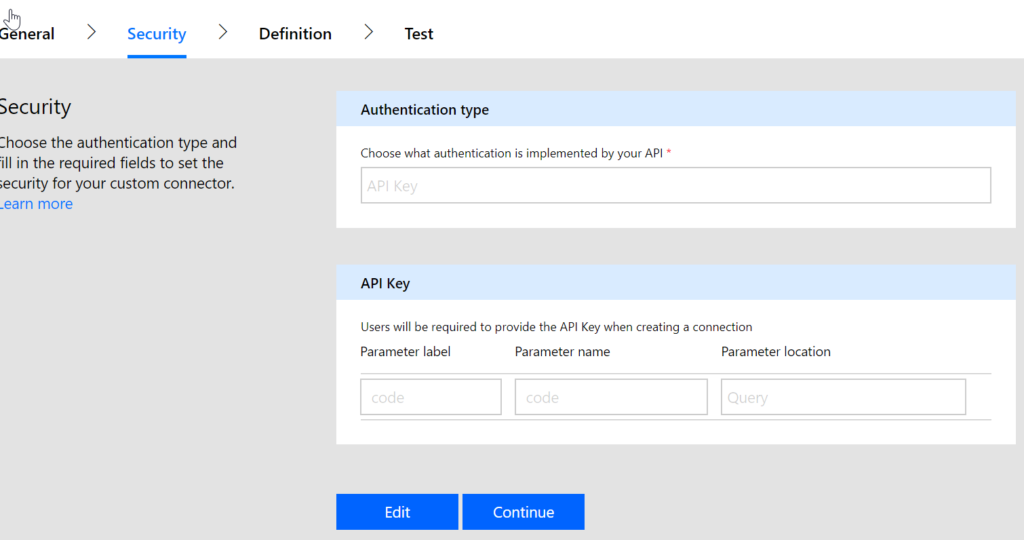 General > Security > Definition > Test
Security
Choose the authentication type and
fill in the required fields to set the
security for your custom connector.
Learn more
Authentication type
Choose what authentication is implemented by your API *
API Key
API Key
Users will be required to provide the API Key when creating a connection
Parameter label Parameter name Parameter location
code code Query
Edit Continue